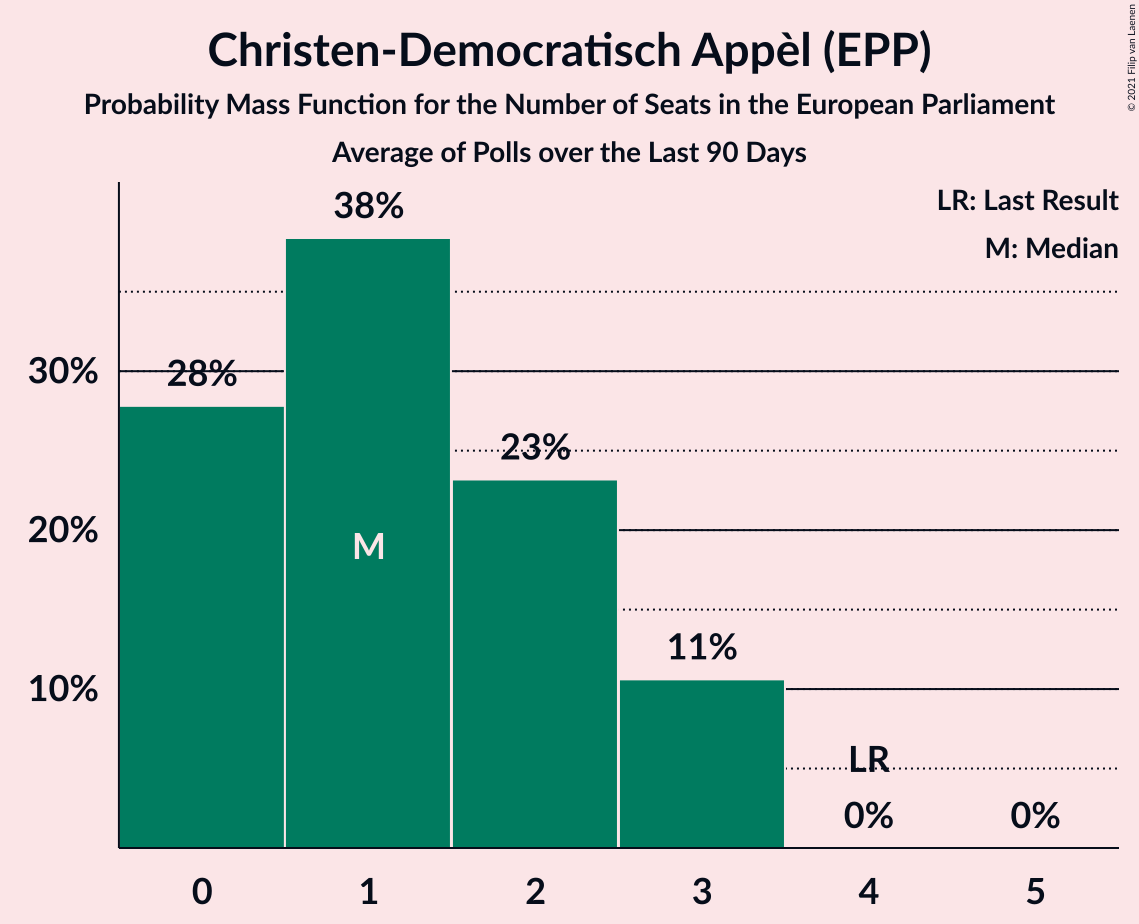 Christen-Democratisch Appèl (EPP)
Probability Mass Function for the Number of Seats in the European Parliament
Average of Polls over the Last 90 Days
© 2021 Filip van Laenen
LR: Last Result
M: Median
38%
30%
28%
23%
20%
M
11%
10%
LR
0%
0%
0
1
2
3
4
5